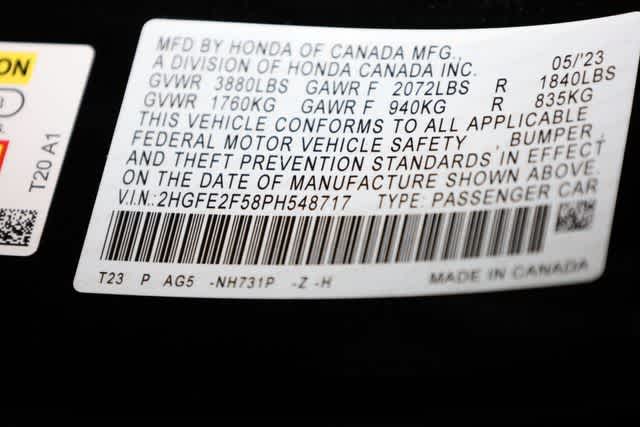 ON
T20 A1
MFD BY HONDA OF CANADA MFG.,
A DIVISION OF HONDA CANADA INC. 05/'23
GVWR 3880LBS GAWR F 2072LBS R 1840LBS
GVWR 1760KG GAWR F 940KG R 835KG
THIS VEHICLE CONFORMS TO ALL APPLICABLE
FEDERAL MOTOR VEHICLE SAFETY , BUMPER ,
AND THEFT PREVENTION STANDARDS IN EFFECT
ON THE DATE OF MANUFACTURE SHOWN ABOVE.
V.I.N.:2HGFE2F58PH548717 TYPE: PASSENGER CAR
T23 P AG5 -NH731P -Z -H MADE IN CANADA